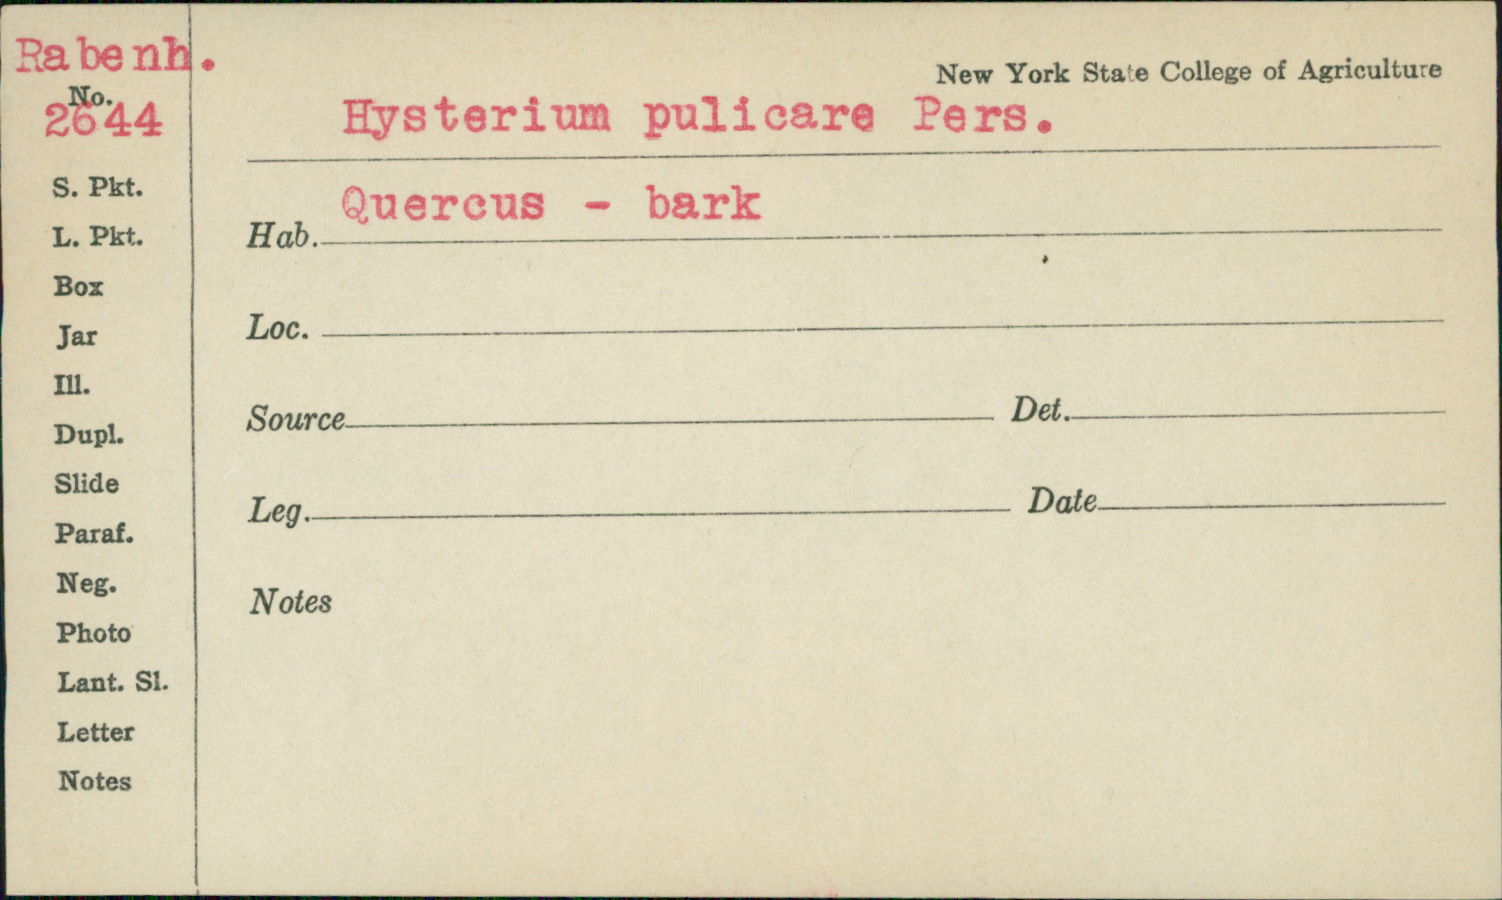 Rabenh.
No.
2644
S. Pkt.
L. Pkt.
Box
Jar
Ill.
Dupl.
Slide
Paraf.
Neg.
Photo
Lant. Sl.
Letter
Notes
New York State College of Agriculture
Hysterium pulicare Pers.
Quercus - bark
Hab.
Loc.
Source Det.
Leg. Date
Notes